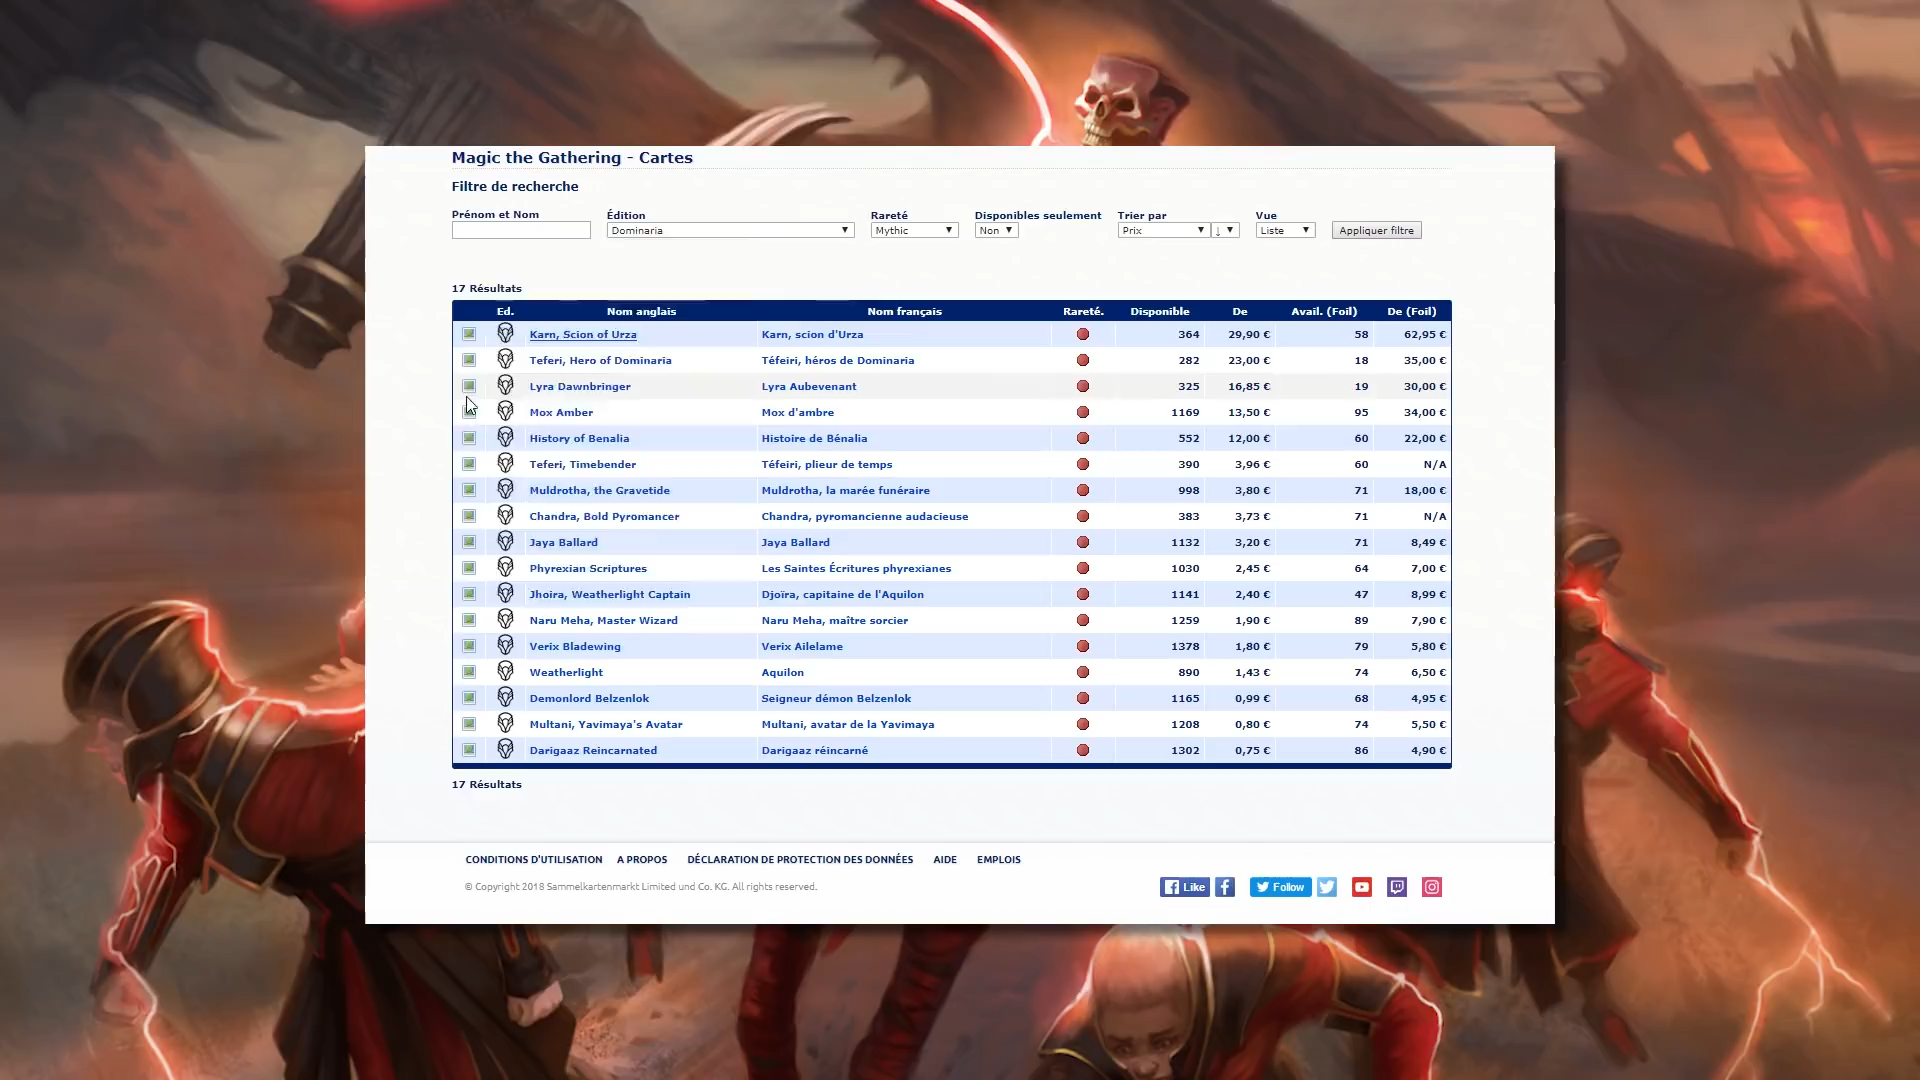 Magic the Gathering - Cartes
Filtre de recherche
Prénom et Nom Édition Rareté Disponibles seulement Trier par Vue
Dominaria Mythic Non Prix ↓ Liste Appliquer filtre
17 Résultats
Ed. Nom anglais Nom français Rareté. Disponible De Avail. (Foil) De (Foil)
Karn, Scion of Urza Karn, scion d'Urza 364 29,90 € 58 62,95 €
Teferi, Hero of Dominaria Téfeiri, héros de Dominaria 282 23,00 € 18 35,00 €
Lyra Dawnbringer Lyra Aubevenant 325 16,85 € 19 30,00 €
Mox Amber Mox d'ambre 1169 13,50 € 95 34,00 €
History of Benalia Histoire de Bénalia 552 12,00 € 60 22,00 €
Teferi, Timebender Téfeiri, plieur de temps 390 3,96 € 60 N/A
Muldrotha, the Gravetide Muldrotha, la marée funéraire 998 3,80 € 71 18,00 €
Chandra, Bold Pyromancer Chandra, pyromancienne audacieuse 383 3,73 € 71 N/A
Jaya Ballard Jaya Ballard 1132 3,20 € 71 8,49 €
Phyrexian Scriptures Les Saintes Écritures phyrexianes 1030 2,45 € 64 7,00 €
Jhoira, Weatherlight Captain Djoïra, capitaine de l'Aquilon 1141 2,40 € 47 8,99 €
Naru Meha, Master Wizard Naru Meha, maître sorcier 1259 1,90 € 89 7,90 €
Verix Bladewing Verix Ailelame 1378 1,80 € 79 5,80 €
Weatherlight Aquilon 890 1,43 € 74 6,50 €
Demonlord Belzenlok Seigneur démon Belzenlok 1165 0,99 € 68 4,95 €
Multani, Yavimaya's Avatar Multani, avatar de la Yavimaya 1208 0,80 € 74 5,50 €
Darigaaz Reincarnated Darigaaz réincarné 1302 0,75 € 86 4,90 €
17 Résultats
CONDITIONS D'UTILISATION A PROPOS DÉCLARATION DE PROTECTION DES DONNÉES AIDE EMPLOIS
© Copyright 2018 Sammelkartenmarkt Limited und Co. KG. All rights reserved.
Like Follow